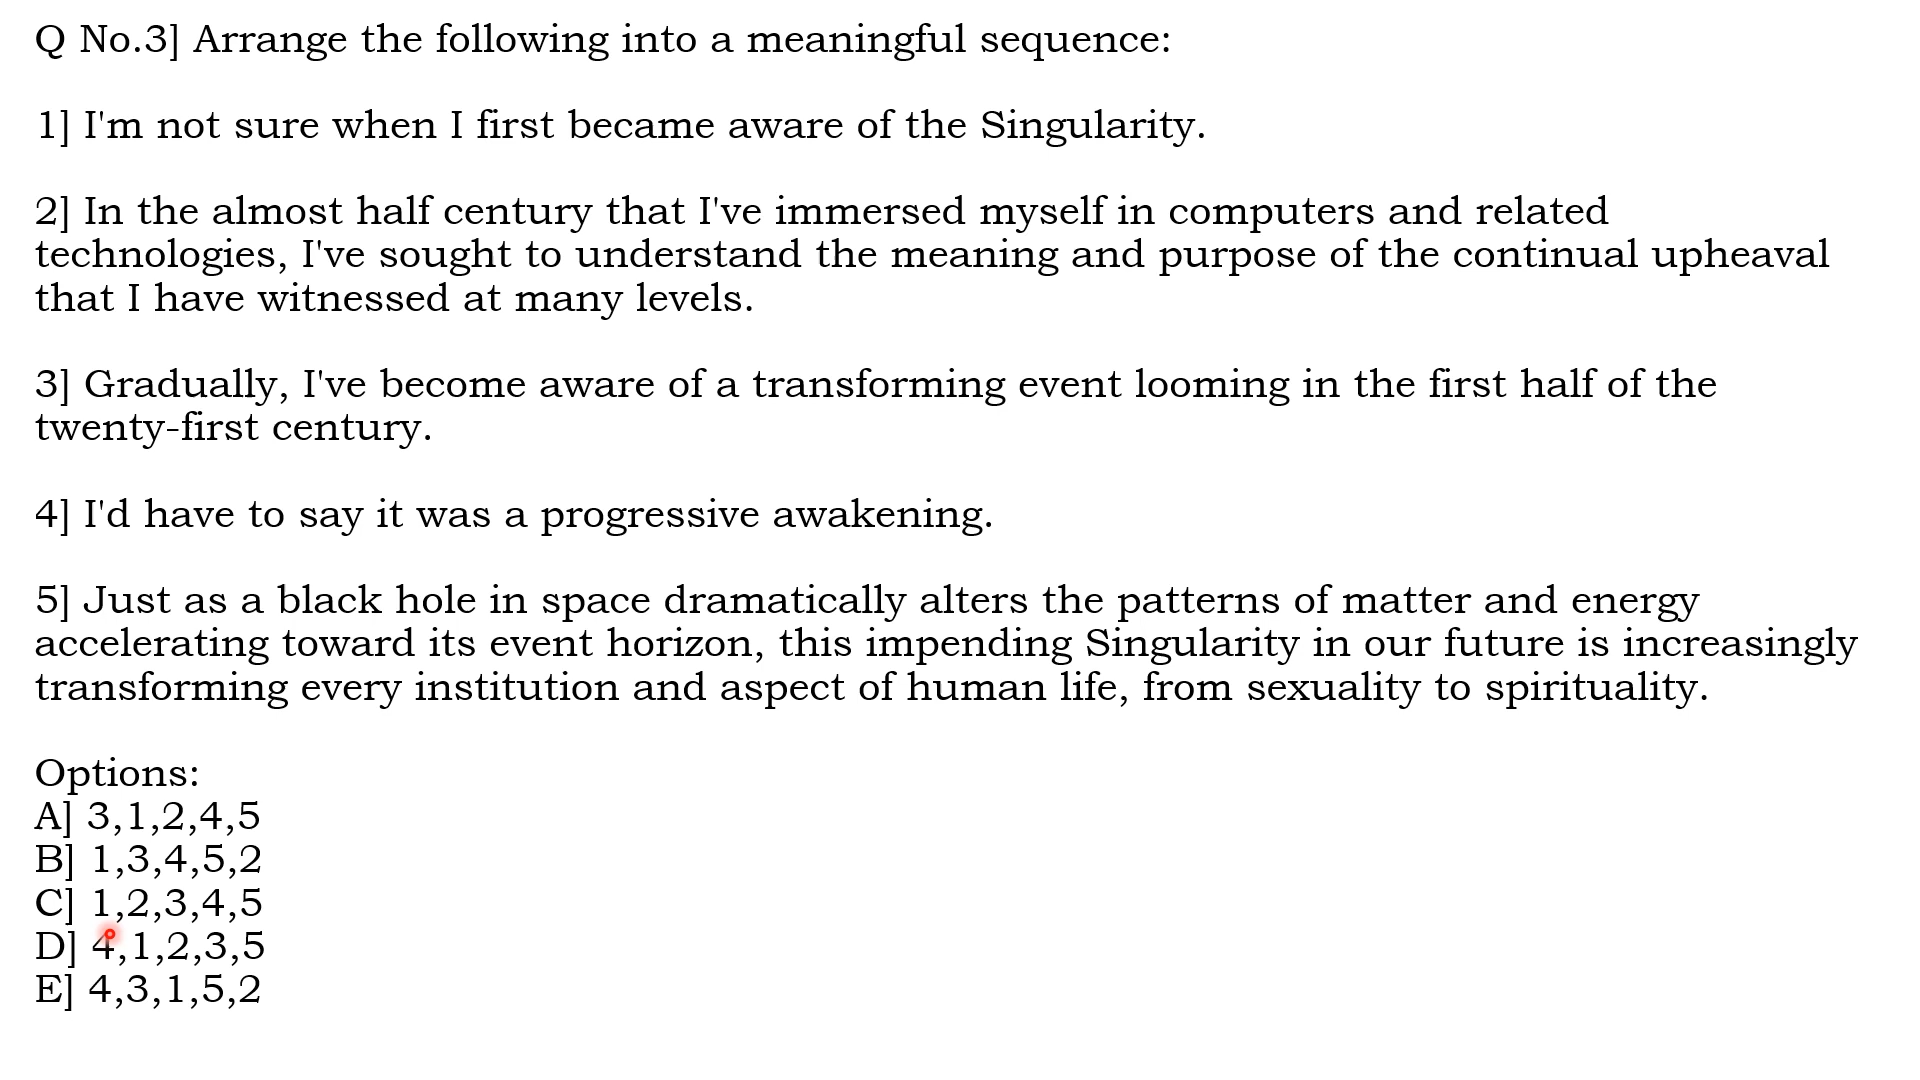 Q No.3] Arrange the following into a meaningful sequence:
1] I'm not sure when I first became aware of the Singularity.
2] In the almost half century that I've immersed myself in computers and related
technologies, I've sought to understand the meaning and purpose of the continual upheaval
that I have witnessed at many levels.
3] Gradually, I've become aware of a transforming event looming in the first half of the
twenty-first century.
4] I'd have to say it was a progressive awakening.
5] Just as a black hole in space dramatically alters the patterns of matter and energy
accelerating toward its event horizon, this impending Singularity in our future is increasingly
transforming every institution and aspect of human life, from sexuality to spirituality.
Options:
A] 3,1,2,4,5
B] 1,3,4,5,2
C] 1,2,3,4,5
D] 4,1,2,3,5
E] 4,3,1,5,2